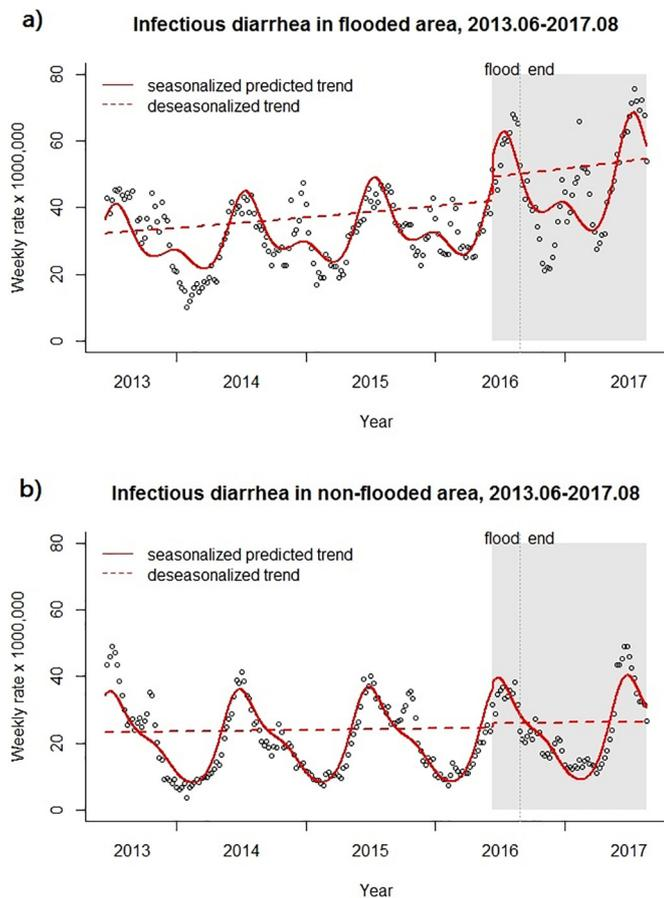 a)
Infectious diarrhea in flooded area, 2013.06-2017.08
flood end
seasonalized predicted trend
deseasonalized trend
Weekly rate x 1000,000
80
60
40
20
0
2013 2014 2015 2016 2017
Year
b)
Infectious diarrhea in non-flooded area, 2013.06-2017.08
flood end
seasonalized predicted trend
deseasonalized trend
Weekly rate x 1000,000
80
60
40
20
0
2013 2014 2015 2016 2017
Year